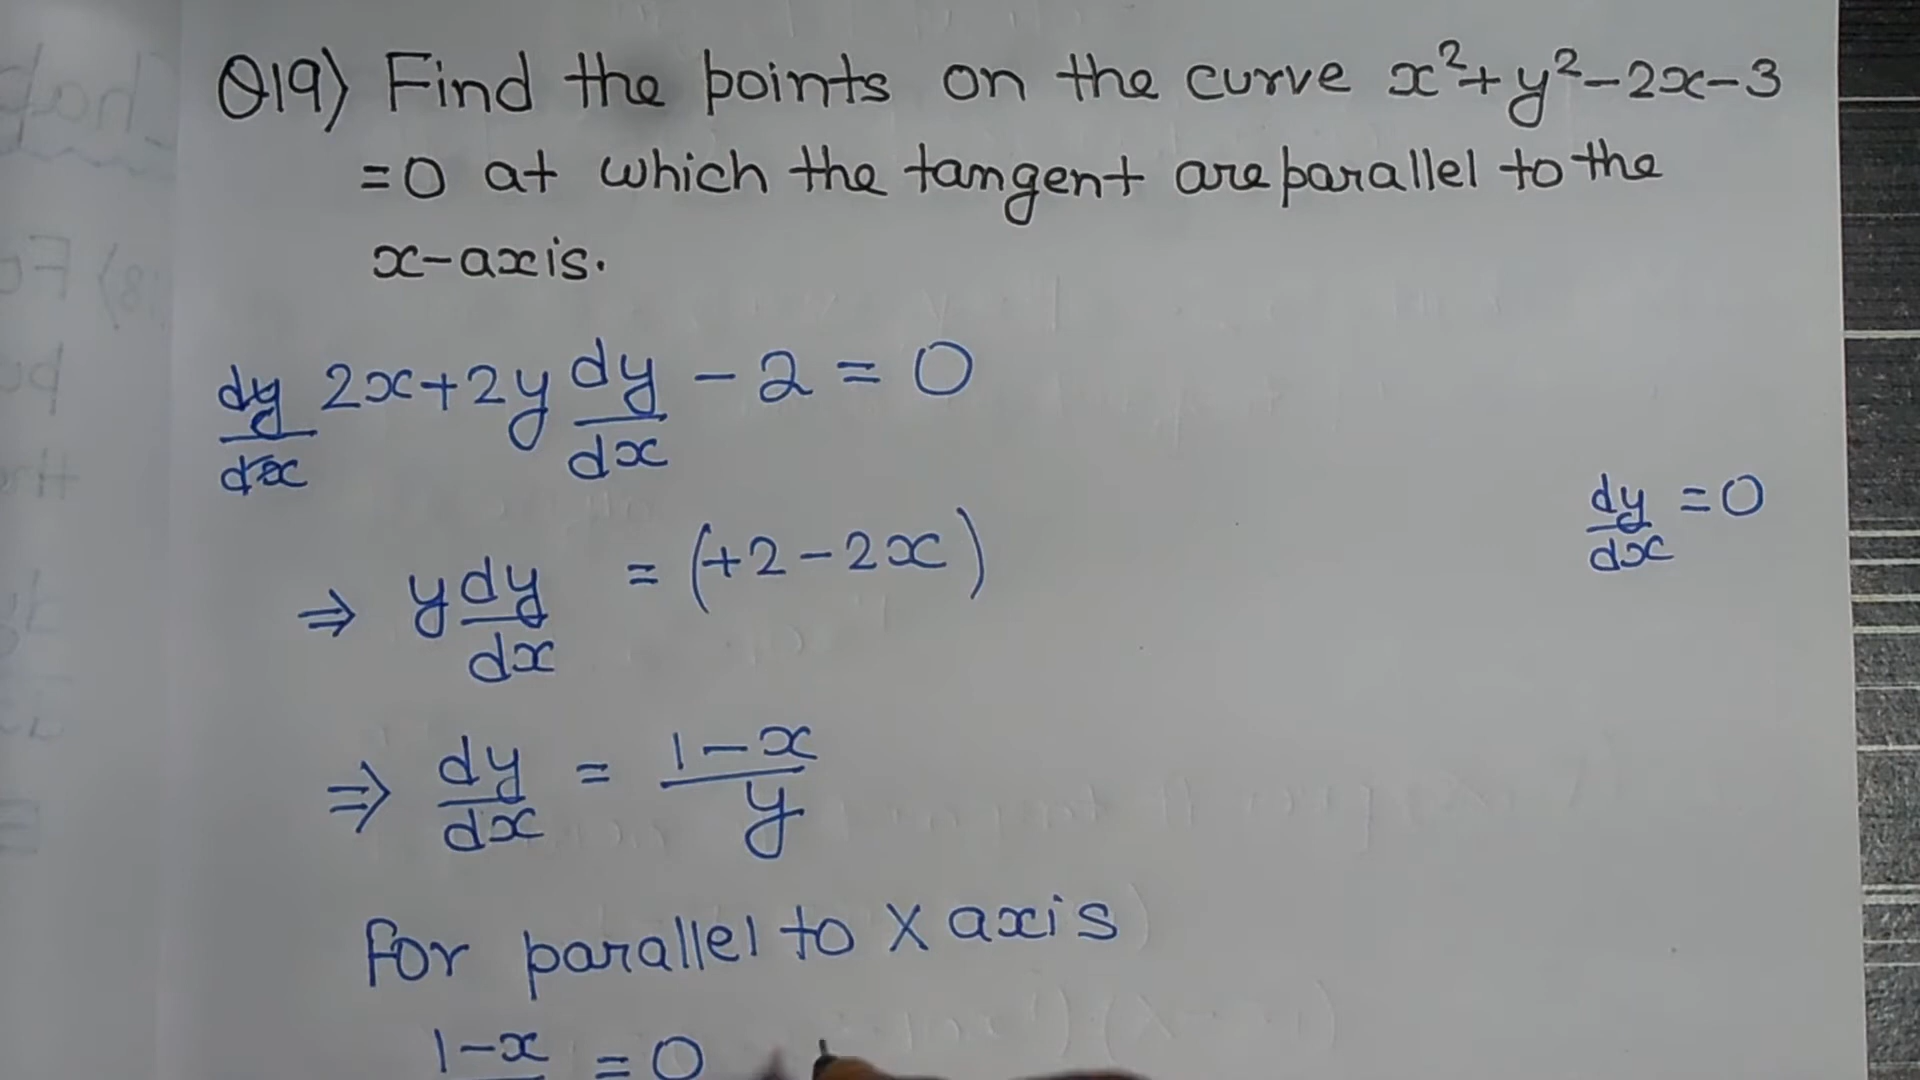 Q19) Find the points on the curve x²+y²-2x-3
=0 at which the tangent are parallel to the
x-axis.
dy/dx 2x+2y dy/dx - 2 = 0
dy/dx = 0
⇒ y dy/dx = (+2-2x)
⇒ dy/dx = 1-x/y
For parallel to X axis
1-x = 0